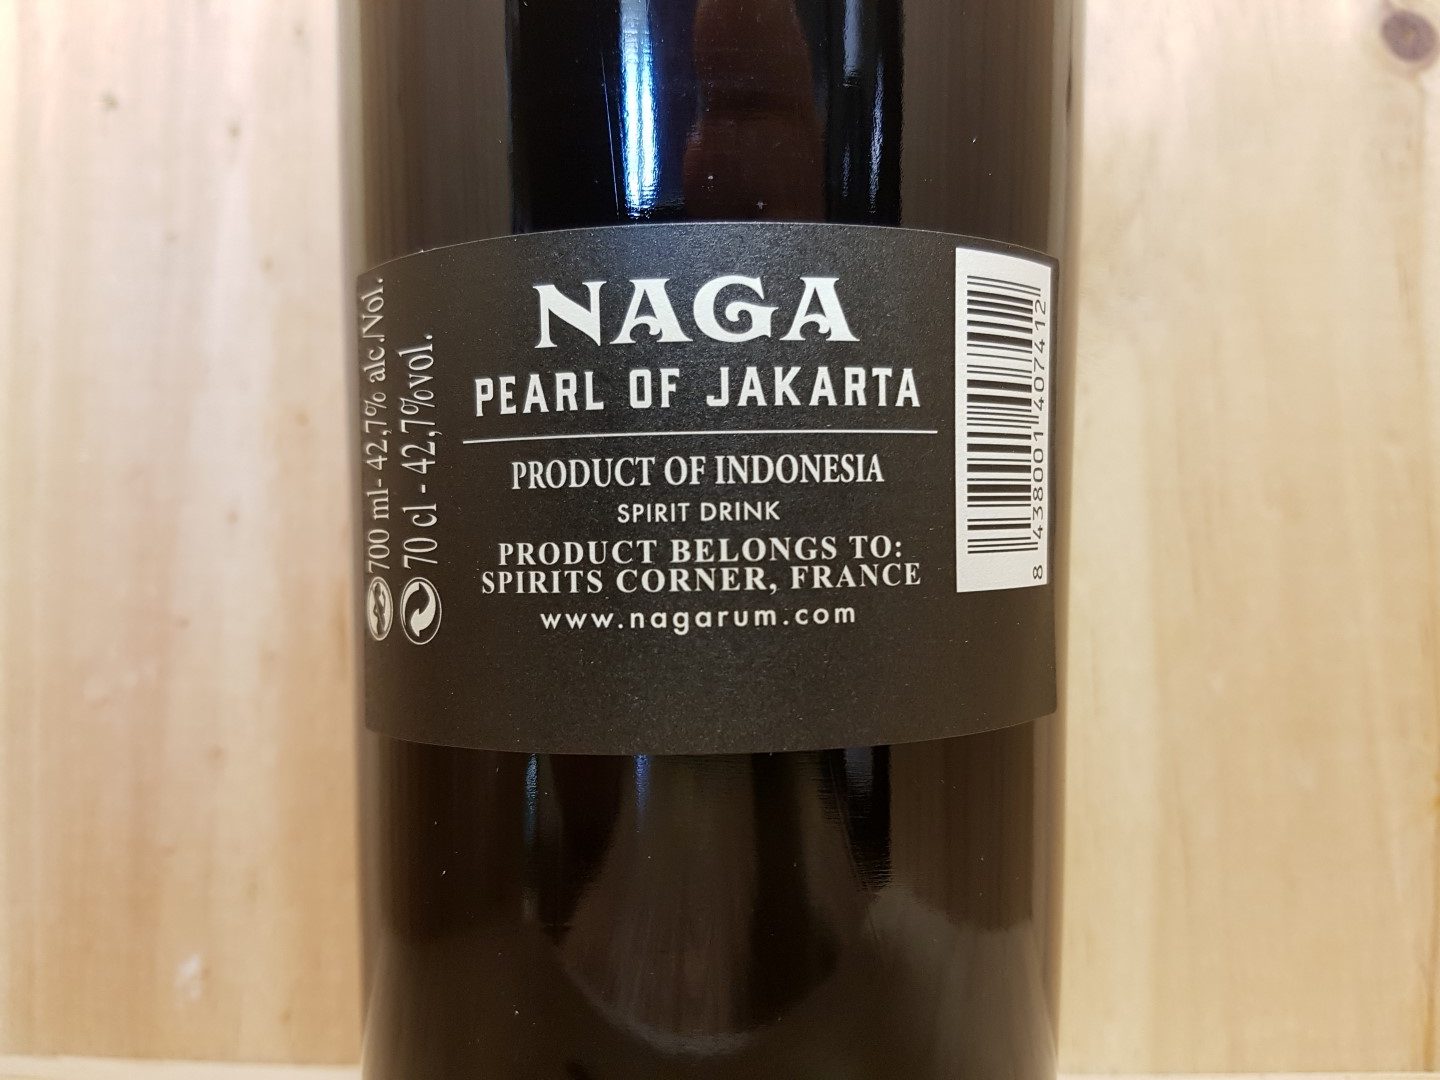 NAGA
PEARL OF JAKARTA
PRODUCT OF INDONESIA
SPIRIT DRINK
PRODUCT BELONGS TO:
SPIRITS CORNER, FRANCE
www.nagarum.com
700 ml- 42,7% alc./Vol.
70 cl - 42,7%vol.
8 438001 407412